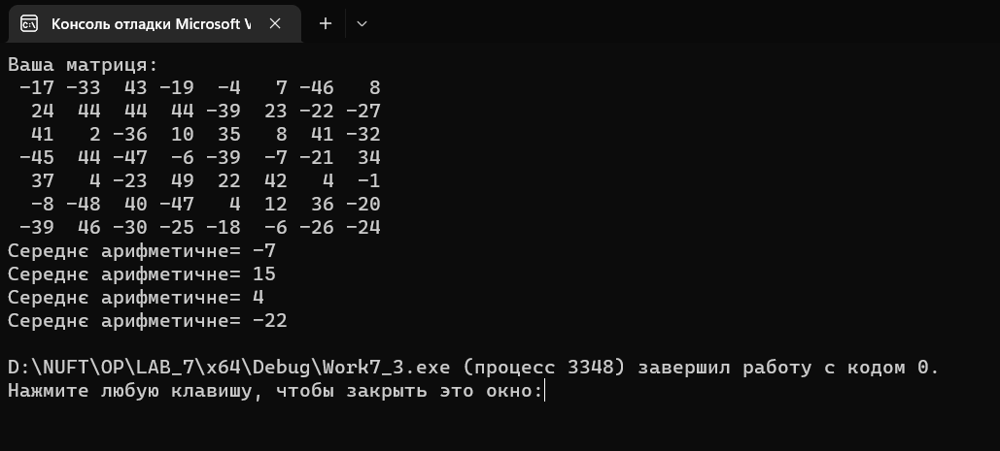 Консоль отладки Microsoft V
Ваша матриця:
-17 -33 43 -19 -4 7 -46 8
24 44 44 44 -39 23 -22 -27
41 2 -36 10 35 8 41 -32
-45 44 -47 -6 -39 -7 -21 34
37 4 -23 49 22 42 4 -1
-8 -48 40 -47 4 12 36 -20
-39 46 -30 -25 -18 -6 -26 -24
Середнє арифметичне= -7
Середнє арифметичне= 15
Середнє арифметичне= 4
Середнє арифметичне= -22
D:\NUFT\OP\LAB_7\x64\Debug\Work7_3.exe (процесс 3348) завершил работу с кодом 0.
Нажмите любую клавишу, чтобы закрыть это окно: